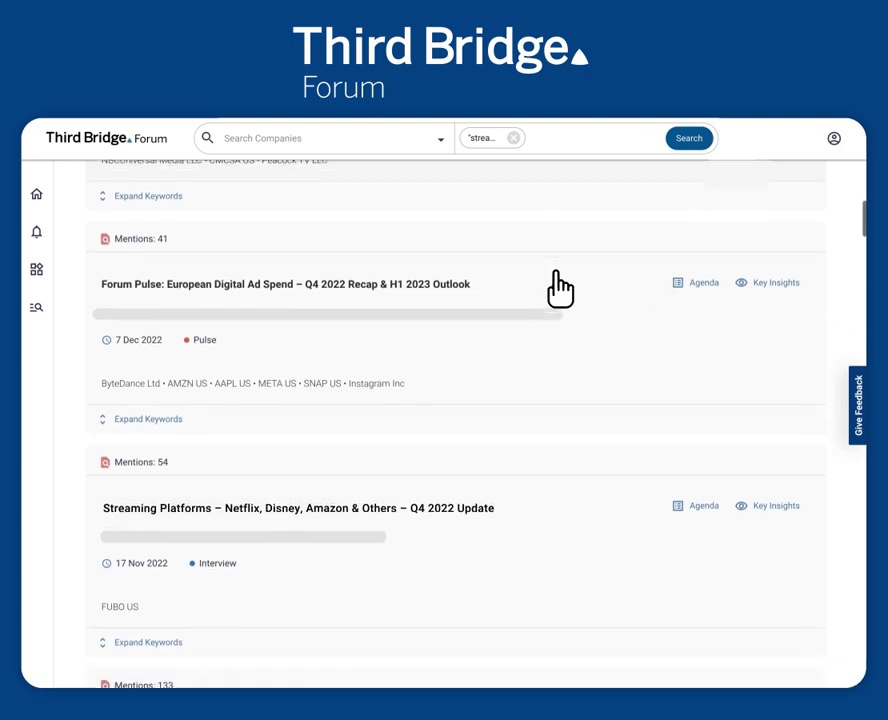 Third Bridge
Forum
Third Bridge Forum
Search Companies
"strea...
Search
NBCUniversal Media LLC • CMCSA US • Peacock TV LLC
Expand Keywords
Mentions: 41
Forum Pulse: European Digital Ad Spend – Q4 2022 Recap & H1 2023 Outlook
Agenda
Key Insights
7 Dec 2022
Pulse
ByteDance Ltd • AMZN US • AAPL US • META US • SNAP US • Instagram Inc
Expand Keywords
Give Feedback
Mentions: 54
Streaming Platforms – Netflix, Disney, Amazon & Others – Q4 2022 Update
Agenda
Key Insights
17 Nov 2022
Interview
FUBO US
Expand Keywords
Mentions: 133